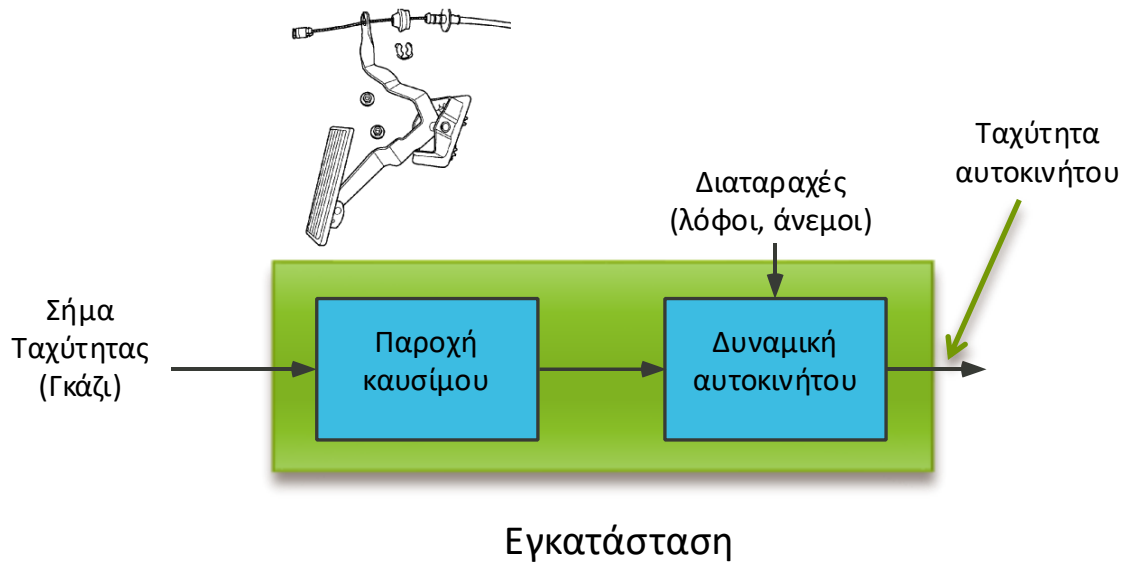 Ταχύτητα
αυτοκινήτου
Διαταραχές
(λόφοι, άνεμοι)
Σήμα
Ταχύτητας
(Γκάζι)
Παροχή
καυσίμου
Δυναμική
αυτοκινήτου
Εγκατάσταση